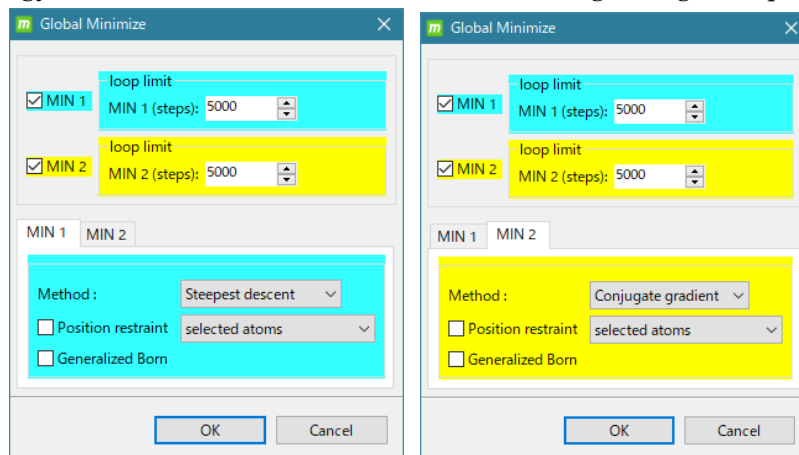 Global Minimize
loop limit
MIN 1
MIN 1 (steps): 5000
loop limit
MIN 2
MIN 2 (steps): 5000
MIN 1 MIN 2
Method : Steepest descent
Position restraint selected atoms
Generalized Born
OK Cancel
Global Minimize
loop limit
MIN 1
MIN 1 (steps): 5000
loop limit
MIN 2
MIN 2 (steps): 5000
MIN 1 MIN 2
Method : Conjugate gradient
Position restraint selected atoms
Generalized Born
OK Cancel